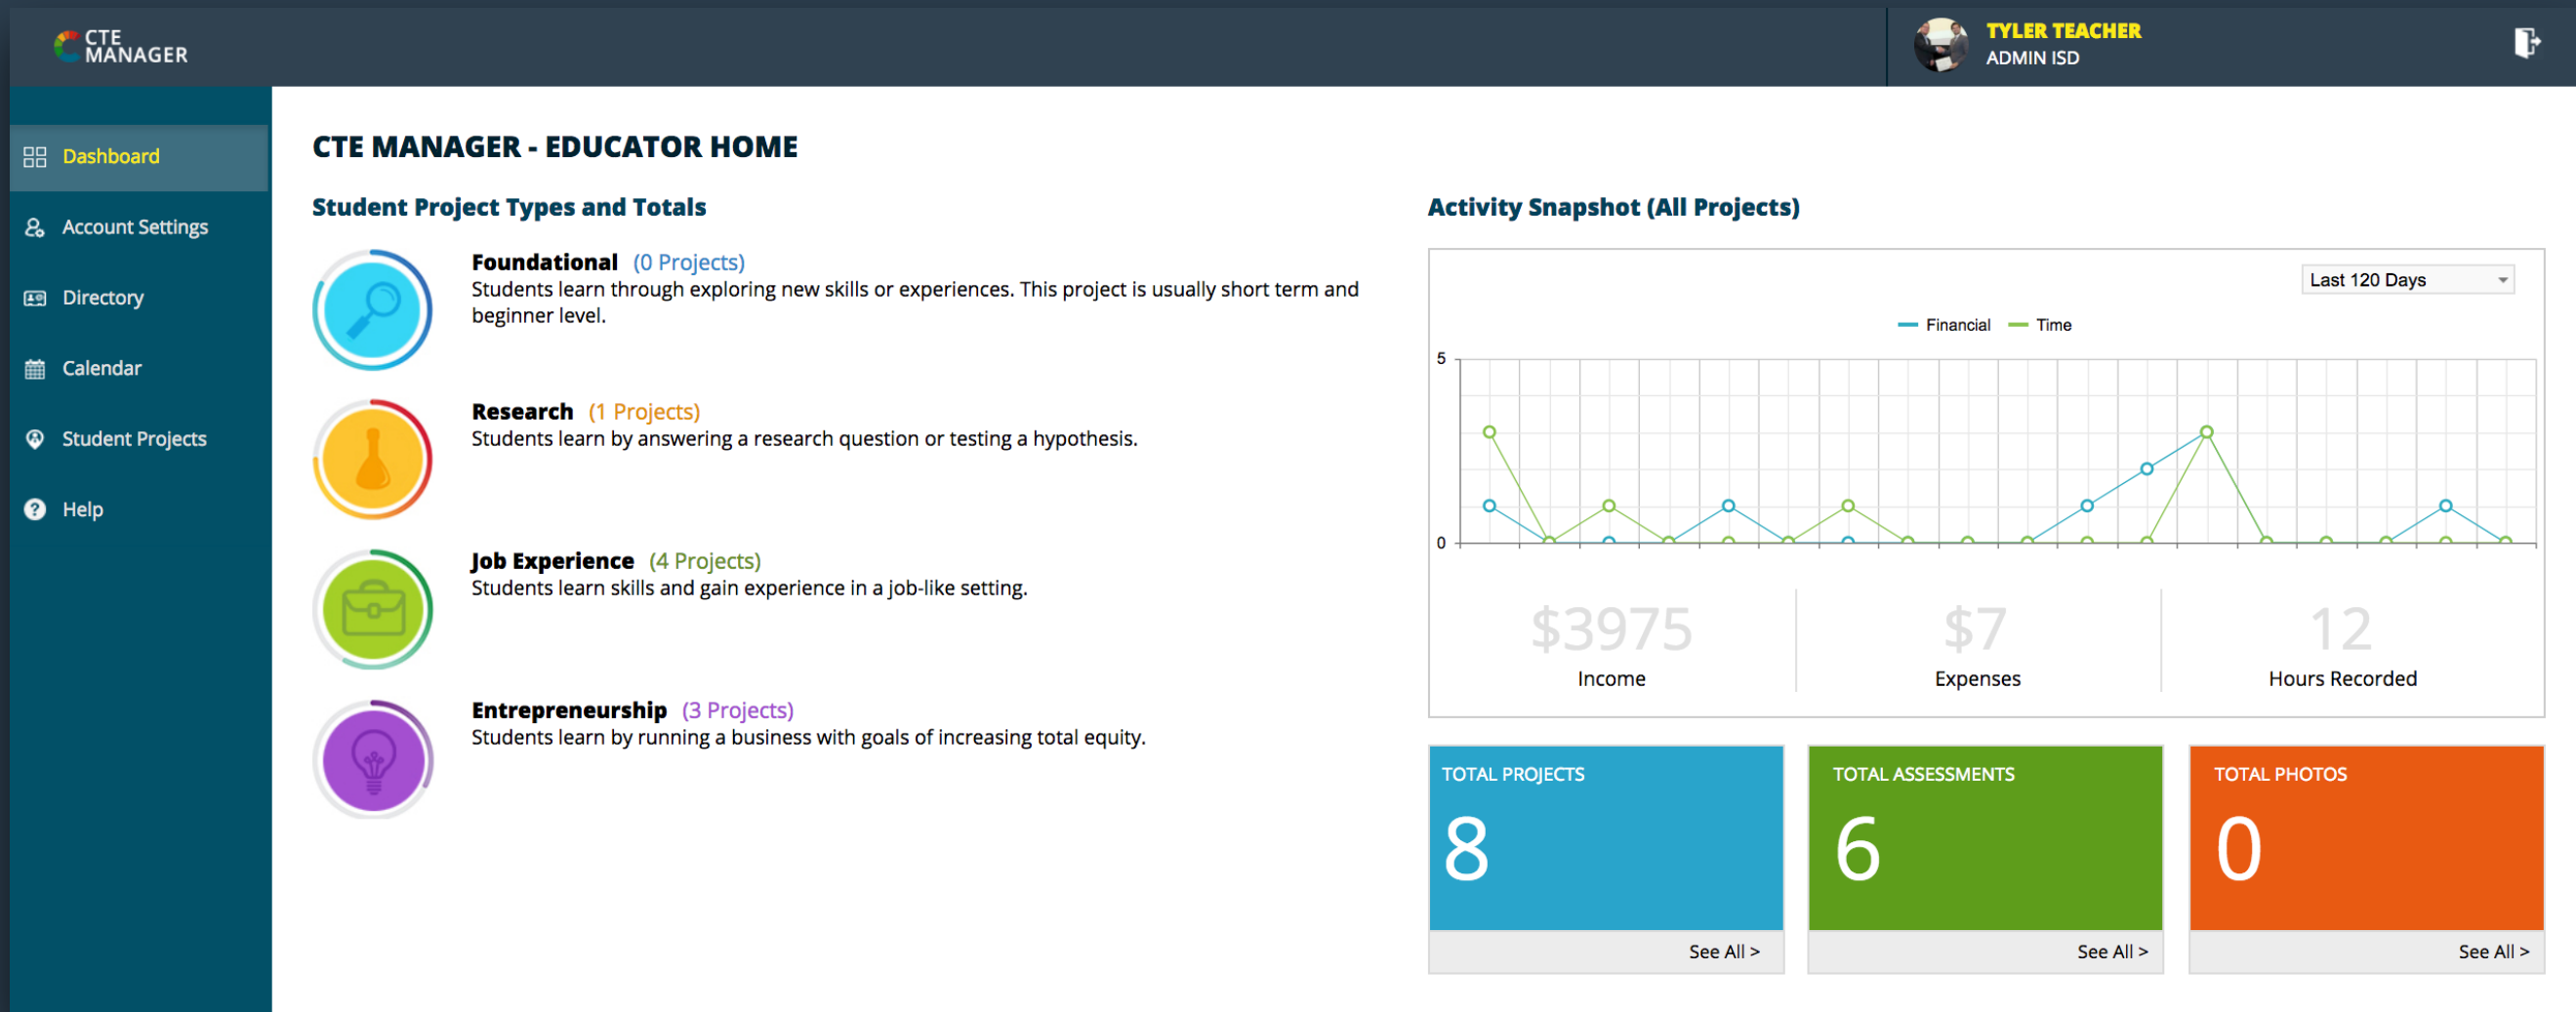 CTE
MANAGER
TYLER TEACHER
ADMIN ISD
Dashboard
Account Settings
Directory
Calendar
Student Projects
Help
CTE MANAGER - EDUCATOR HOME
Student Project Types and Totals
Foundational (0 Projects)
Students learn through exploring new skills or experiences. This project is usually short term and
beginner level.
Research (1 Projects)
Students learn by answering a research question or testing a hypothesis.
Job Experience (4 Projects)
Students learn skills and gain experience in a job-like setting.
Entrepreneurship (3 Projects)
Students learn by running a business with goals of increasing total equity.
Activity Snapshot (All Projects)
Last 120 Days
Financial Time
5
0
$3975 $7 12
Income Expenses Hours Recorded
TOTAL PROJECTS
8
See All >
TOTAL ASSESSMENTS
6
See All >
TOTAL PHOTOS
0
See All >